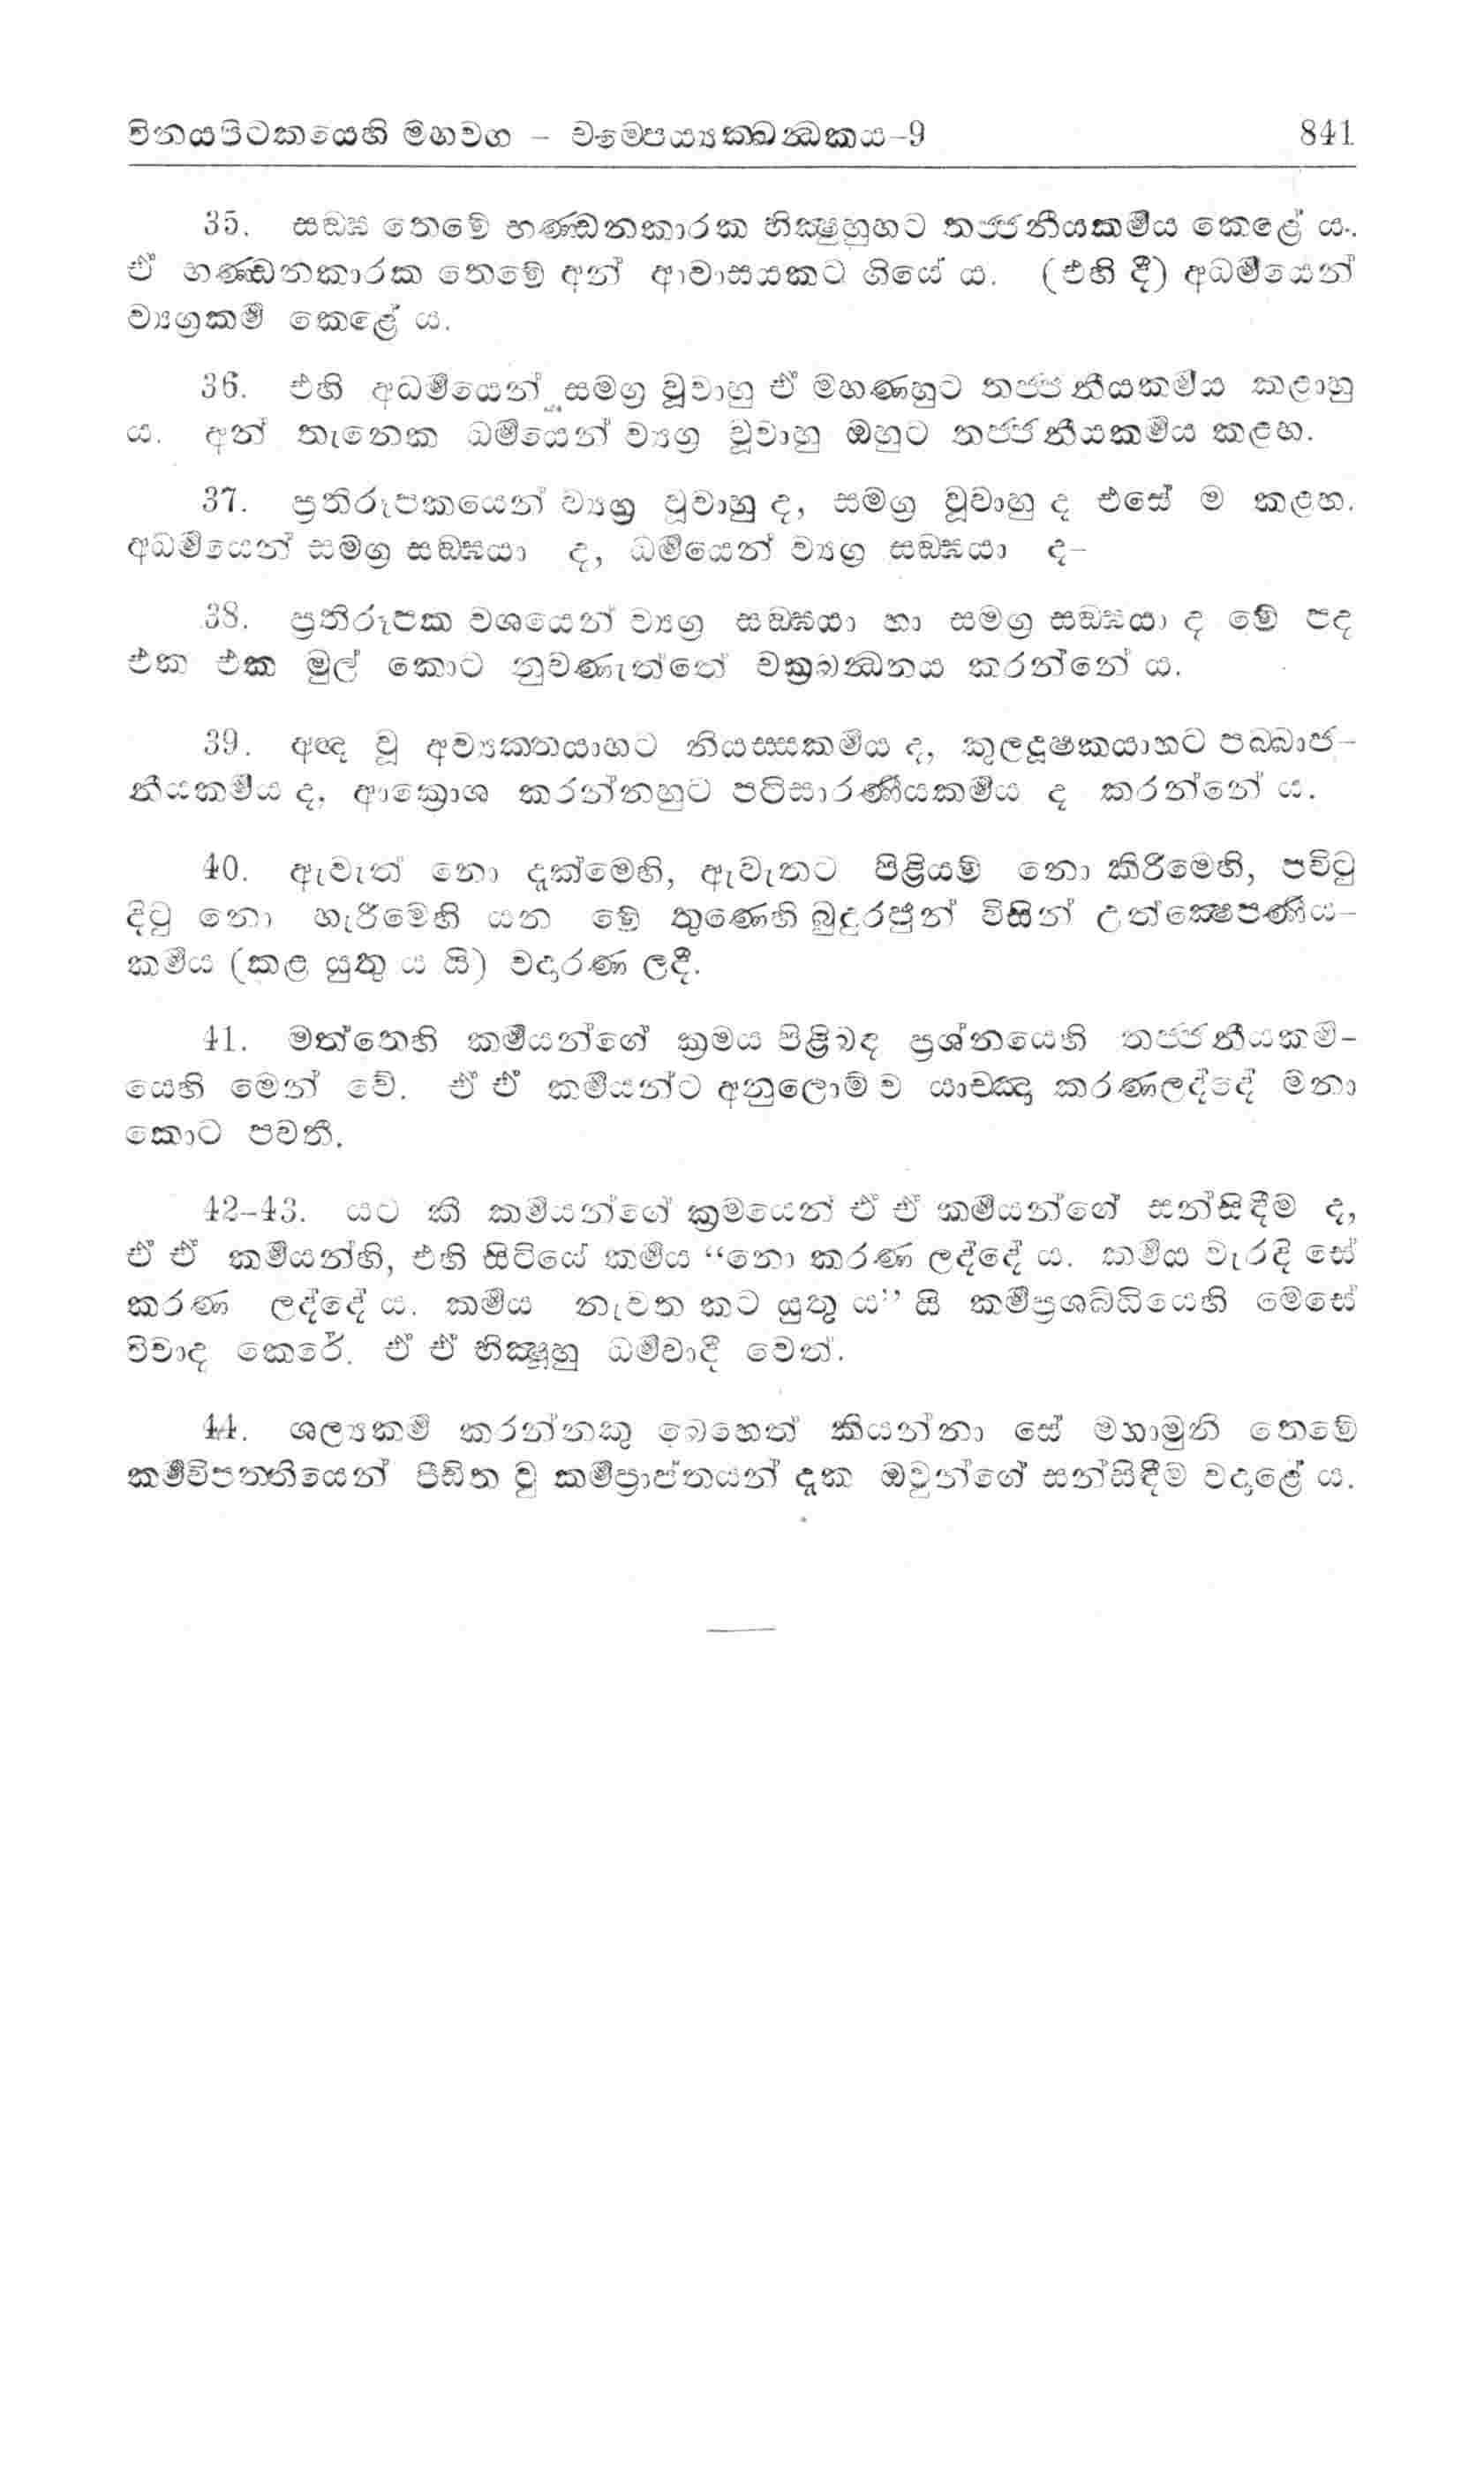 විනයපිටකයෙහි මහවග – චම්පෙය්‍යක්ඛන්ධකය–9 841
35. සඞ්ඝ තෙමේ භණ්ඩනකාරක භික්ෂුහුහට තජ්ජනීයකර්‍මය කෙළේ ය.
ඒ භණ්ඩනකාරක තෙමේ අන් ආවාසයකට ගියේ ය. (එහි දී) අධර්‍මයෙන්
ව්‍යග්‍රකර්‍ම කෙළේ ය.
36. එහි අධර්‍මයෙන් සමග්‍ර වූවාහු ඒ මහණහුට තජ්ජනීයකර්‍මය කළාහු
ය. අන් තැනෙක ධර්‍මයෙන් ව්‍යග්‍ර වූවාහු ඔහුට තජ්ජනීයකර්‍මය කළහ.
37. ප්‍රතිරූපකයෙන් ව්‍යග්‍ර වූවාහු ද, සමග්‍ර වූවාහු ද එසේ ම කළහ.
අධර්‍මයෙන් සමග්‍ර සඞ්ඝයා ද, ධර්‍මයෙන් ව්‍යග්‍ර සඞ්ඝයා ද–
38. ප්‍රතිරූපක වශයෙන් ව්‍යග්‍ර සඞ්ඝයා හා සමග්‍ර සඞ්ඝයා ද මේ පද
එක එක මුල් කොට නුවණැත්තේ චක්‍රබන්ධනය කරන්නේ ය.
39. අඥ වූ අව්‍යක්තයාහට නියස්සකර්‍මය ද, කුලදූෂකයාහට පබ්බාජ-
නීයකර්‍මය ද, ආක්‍රොශ කරන්නහුට පටිසාරණීයකර්‍මය ද කරන්නේ ය.
40. ඇවැත් නො දැක්මෙහි, ඇවැතට පිළියම් නො කිරීමෙහි, පවිටු
දිටු නො හැරීමෙහි යන මේ තුණෙහි බුදුරජුන් විසින් උත්ක්ෂෙපණීය-
කර්‍මය (කළ යුතු ය යි) වදාරණ ලදී.
41. මත්තෙහි කර්‍මයන්ගේ ක්‍රමය පිළිබඳ ප්‍රශ්නයෙහි තජ්ජනීයකර්‍ම-
යෙහි මෙන් වේ. ඒ ඒ කර්‍මයන්ට අනුලොම් ව යාච්ඤා කරණලද්දේ මනා
කොට පවතී.
42–43. යට කී කර්‍මයන්ගේ ක්‍රමයෙන් ඒ ඒ කර්‍මයන්ගේ සන්සිඳීම ද,
ඒ ඒ කර්‍මයන්හි, එහි සිටියේ කර්‍මය “නො කරණ ලද්දේ ය. කර්‍මය වැරදි සේ
කරණ ලද්දේ ය. කර්‍මය නැවත කට යුතු ය” යි කර්‍මප්‍රශබ්ධියෙහි මෙසේ
විවාද කෙරේ. ඒ ඒ භික්ෂූහු ධර්‍මවාදී වෙත්.
44. ශල්‍යකර්‍ම කරන්නකු බෙහෙත් කියන්නා සේ මහාමුනි තෙමේ
කර්‍මවිපත්තියෙන් පීඩිත වූ කර්‍මප්‍රාප්තයන් දැක ඔවුන්ගේ සන්සිඳීම වදාළේ ය.